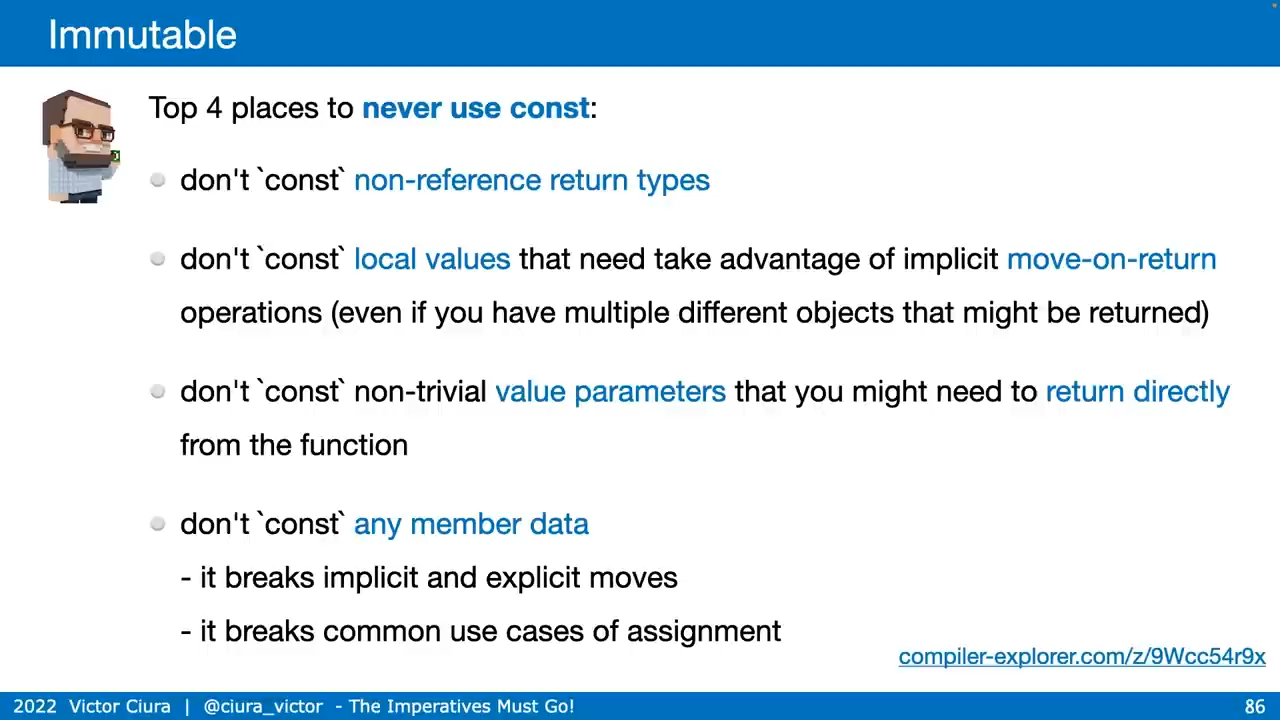 Immutable
Top 4 places to never use const:
don't `const` non-reference return types
don't `const` local values that need take advantage of implicit move-on-return
operations (even if you have multiple different objects that might be returned)
don't `const` non-trivial value parameters that you might need to return directly
from the function
don't `const` any member data
- it breaks implicit and explicit moves
- it breaks common use cases of assignment
compiler-explorer.com/z/9Wcc54r9x
2022 Victor Ciura | @ciura_victor - The Imperatives Must Go! 86